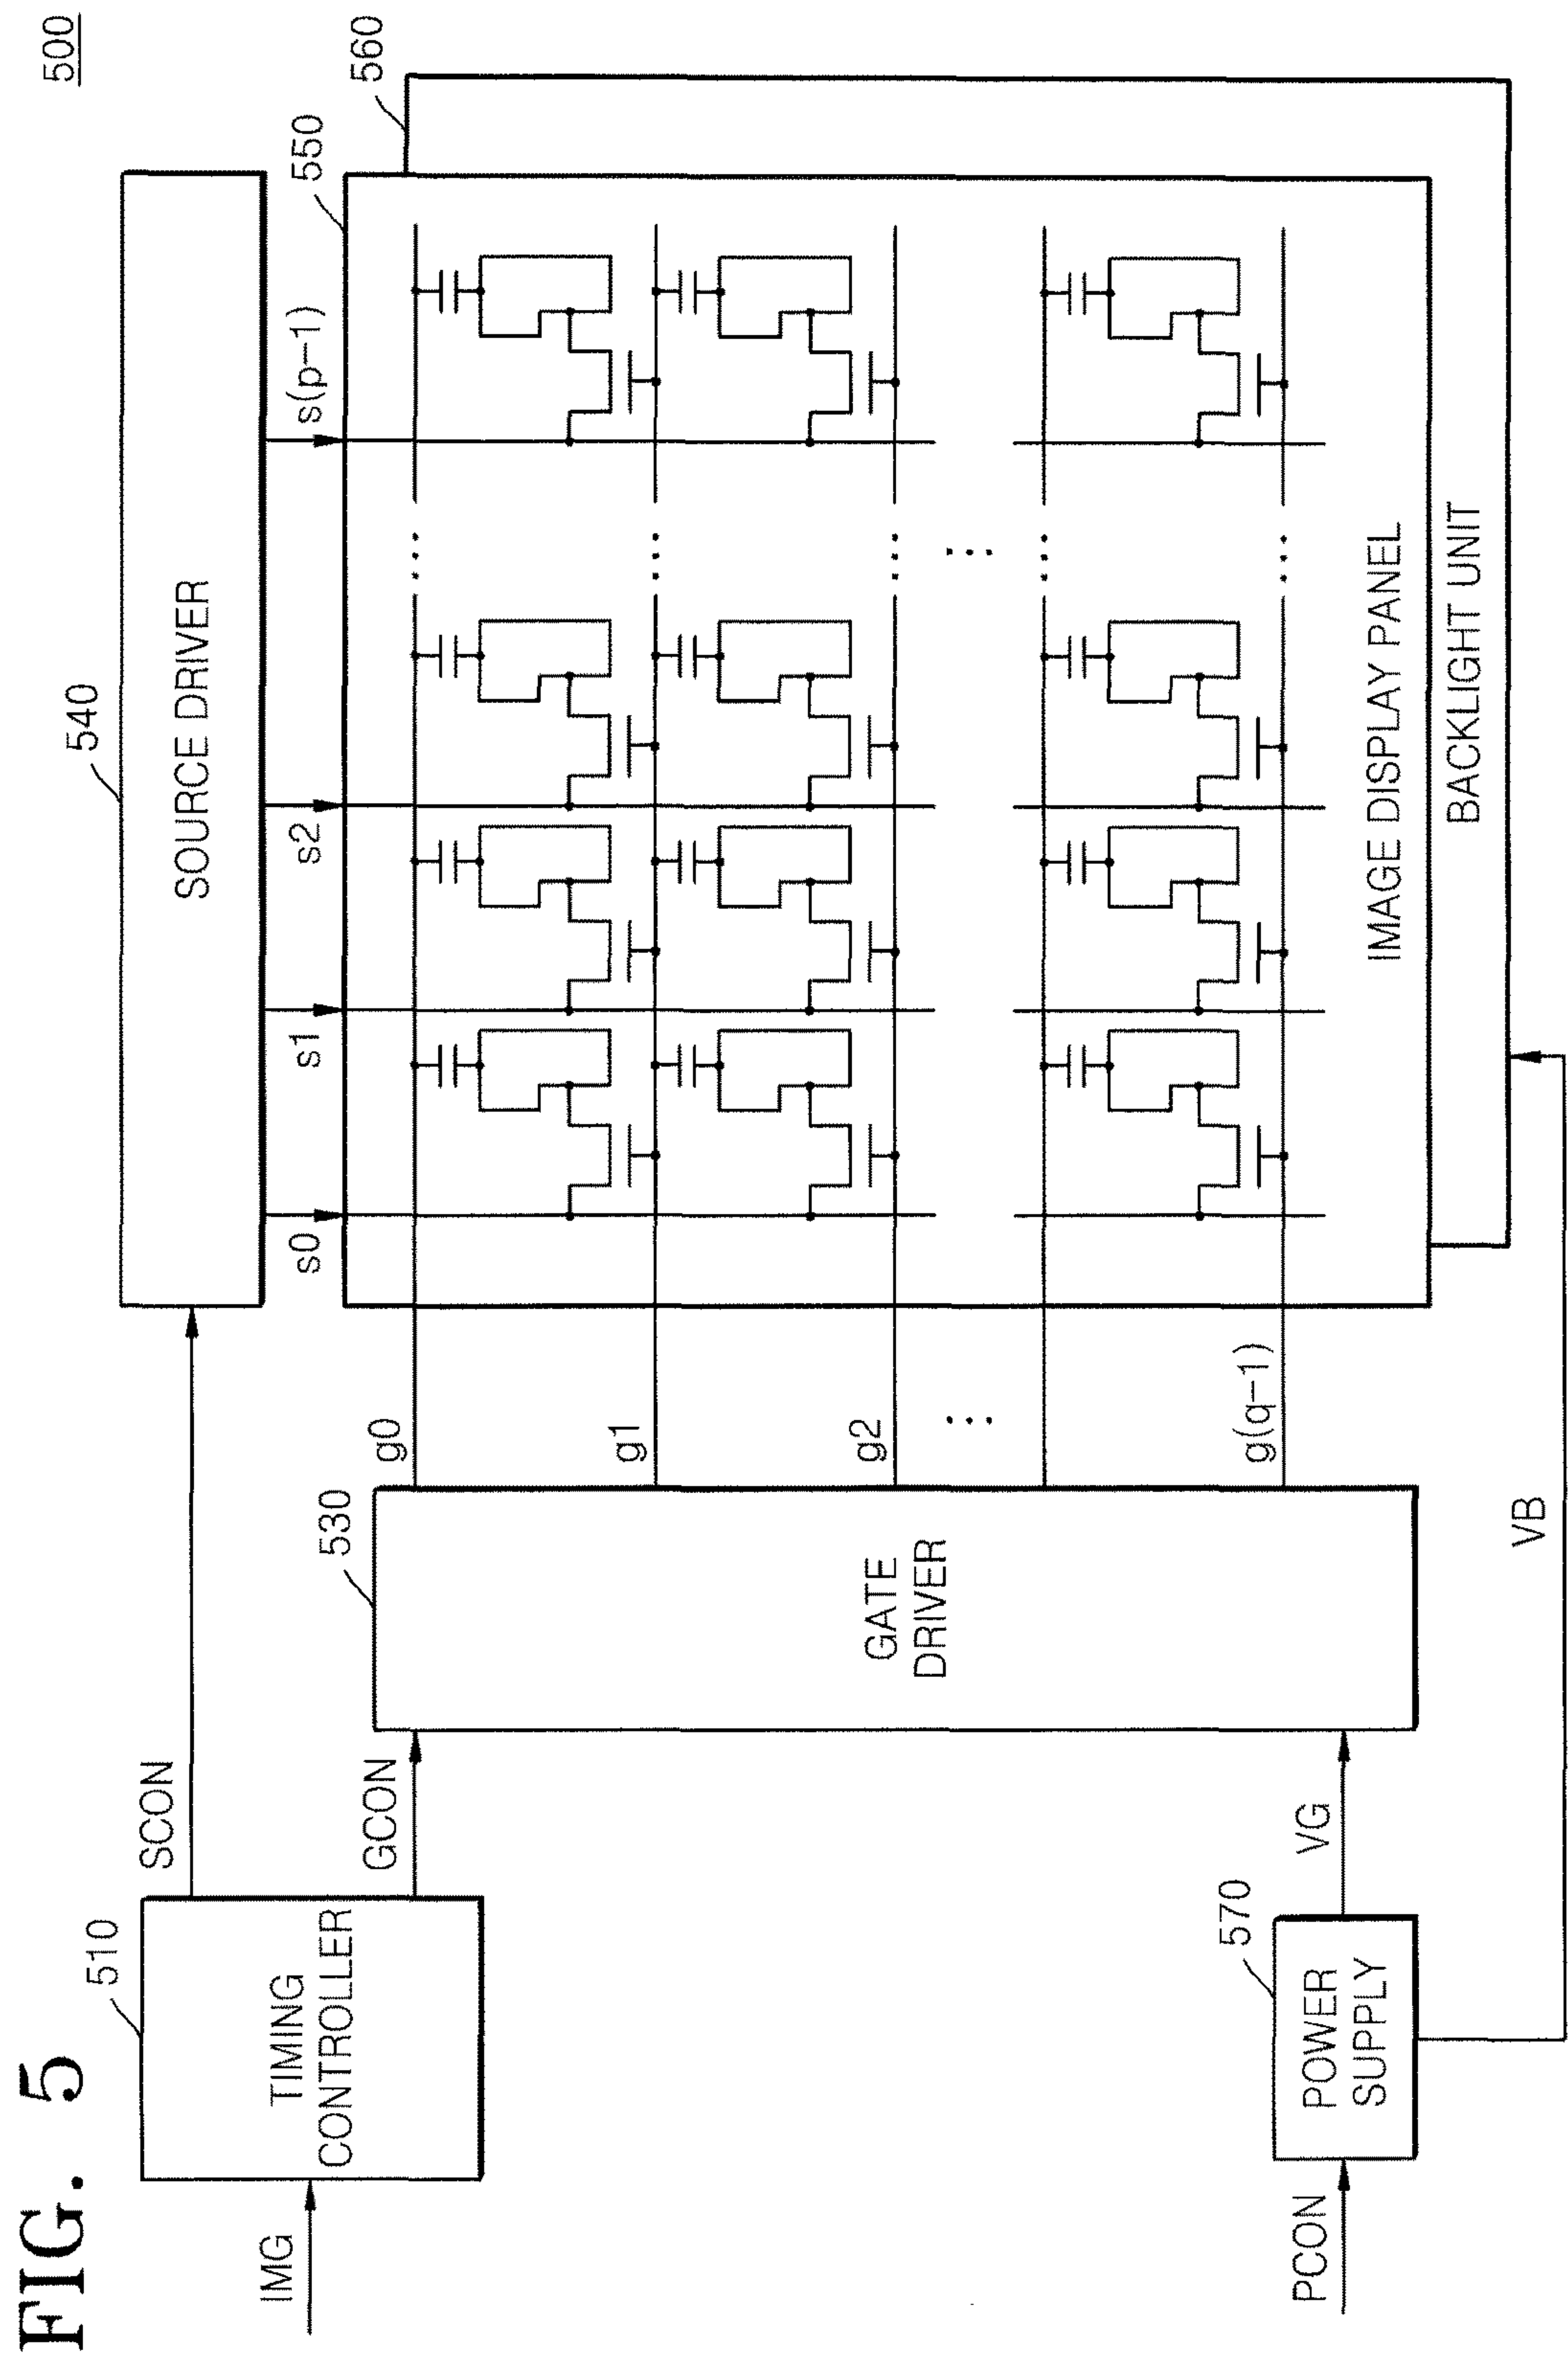 FIG. 5
500
540
SOURCE DRIVER
510
TIMING
CONTROLLER
IMG
SCON
GCON
530
GATE
DRIVER
s0
s1
s2
s(p-1)
550
560
g0
g1
g2
g(q-1)
IMAGE DISPLAY PANEL
BACKLIGHT UNIT
570
POWER
SUPPLY
PCON
VG
VB